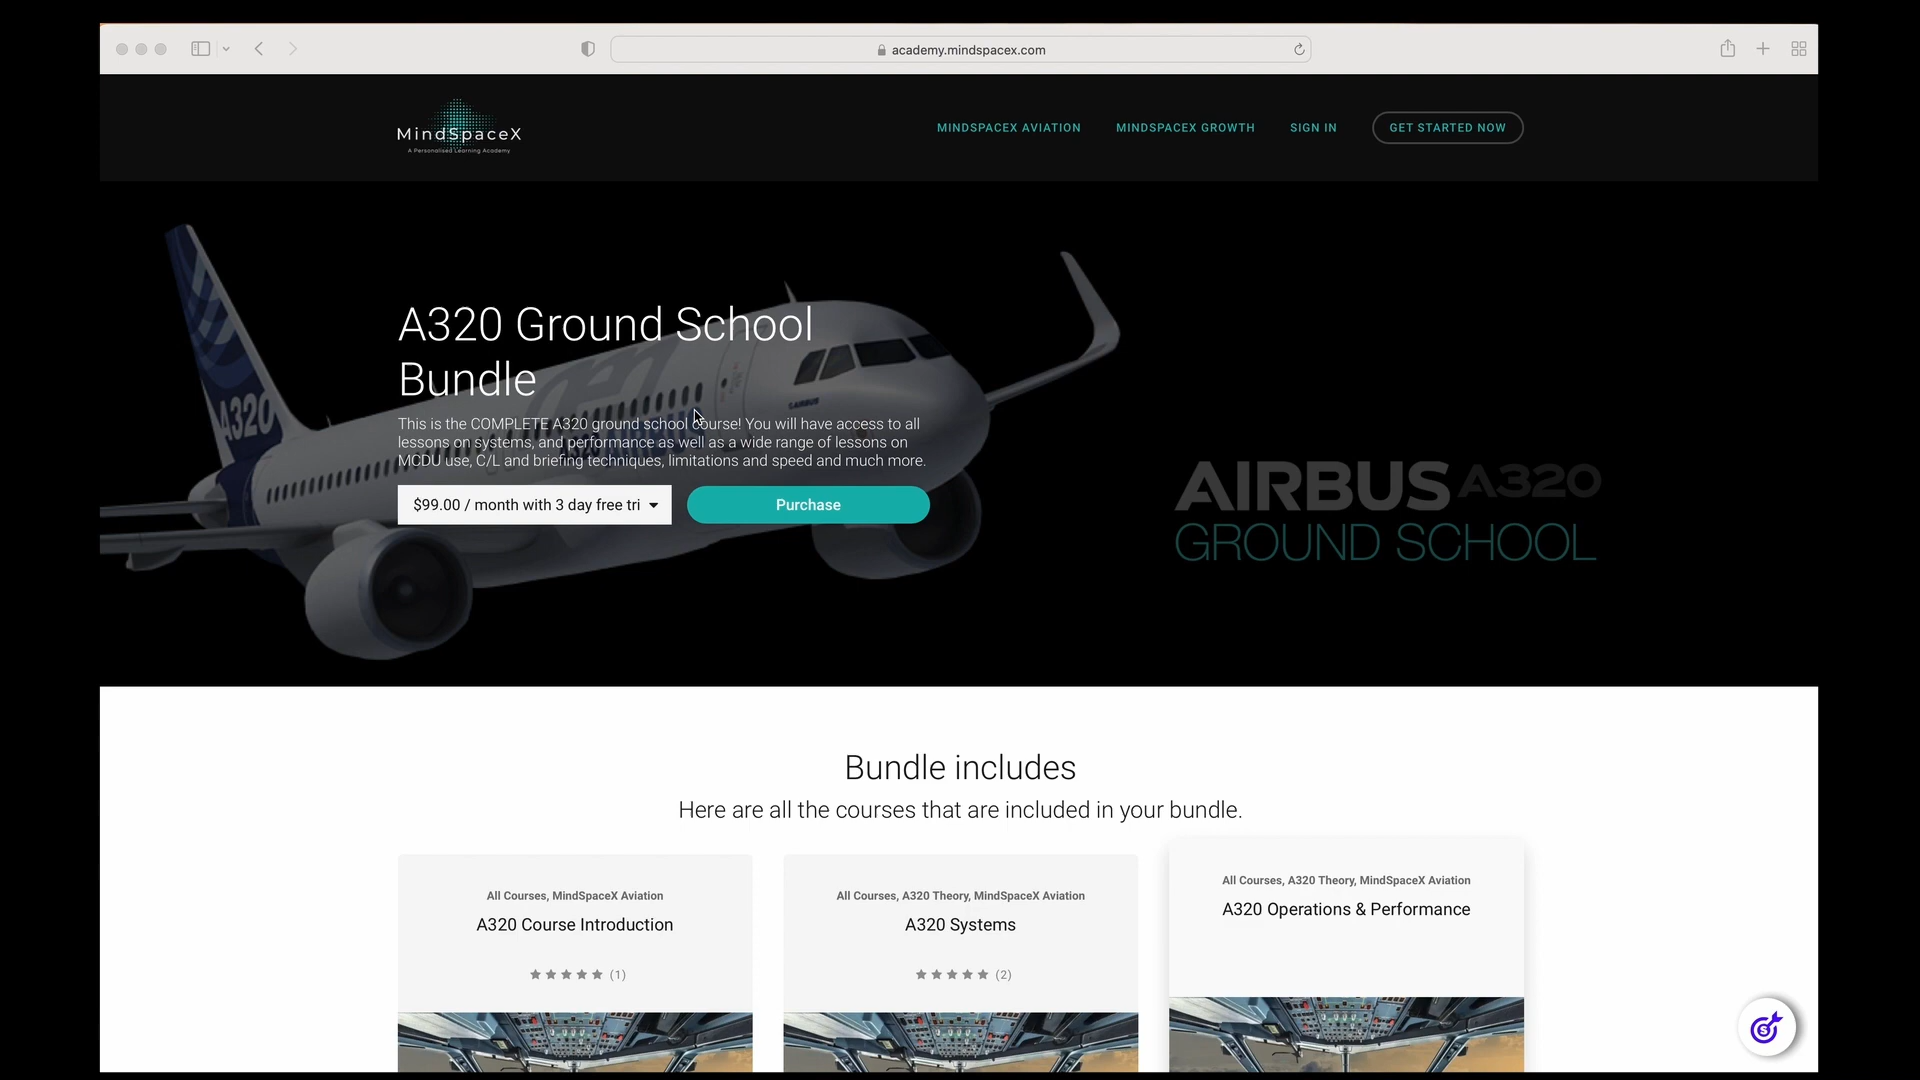 academy.mindspacex.com
MindSpaceX
A Personalised Learning Academy
MINDSPACEX AVIATION
MINDSPACEX GROWTH
SIGN IN
GET STARTED NOW
A320 Ground School
Bundle
This is the COMPLETE A320 ground school course! You will have access to all
lessons on systems, and performance as well as a wide range of lessons on
MCDU use, C/L and briefing techniques, limitations and speed and much more.
$99.00 / month with 3 day free tri
Purchase
A320
AIRBUS
A320 AIRBUS
AIRBUS A320
GROUND SCHOOL
Bundle includes
Here are all the courses that are included in your bundle.
All Courses, MindSpaceX Aviation
A320 Course Introduction
(1)
All Courses, A320 Theory, MindSpaceX Aviation
A320 Systems
(2)
All Courses, A320 Theory, MindSpaceX Aviation
A320 Operations & Performance